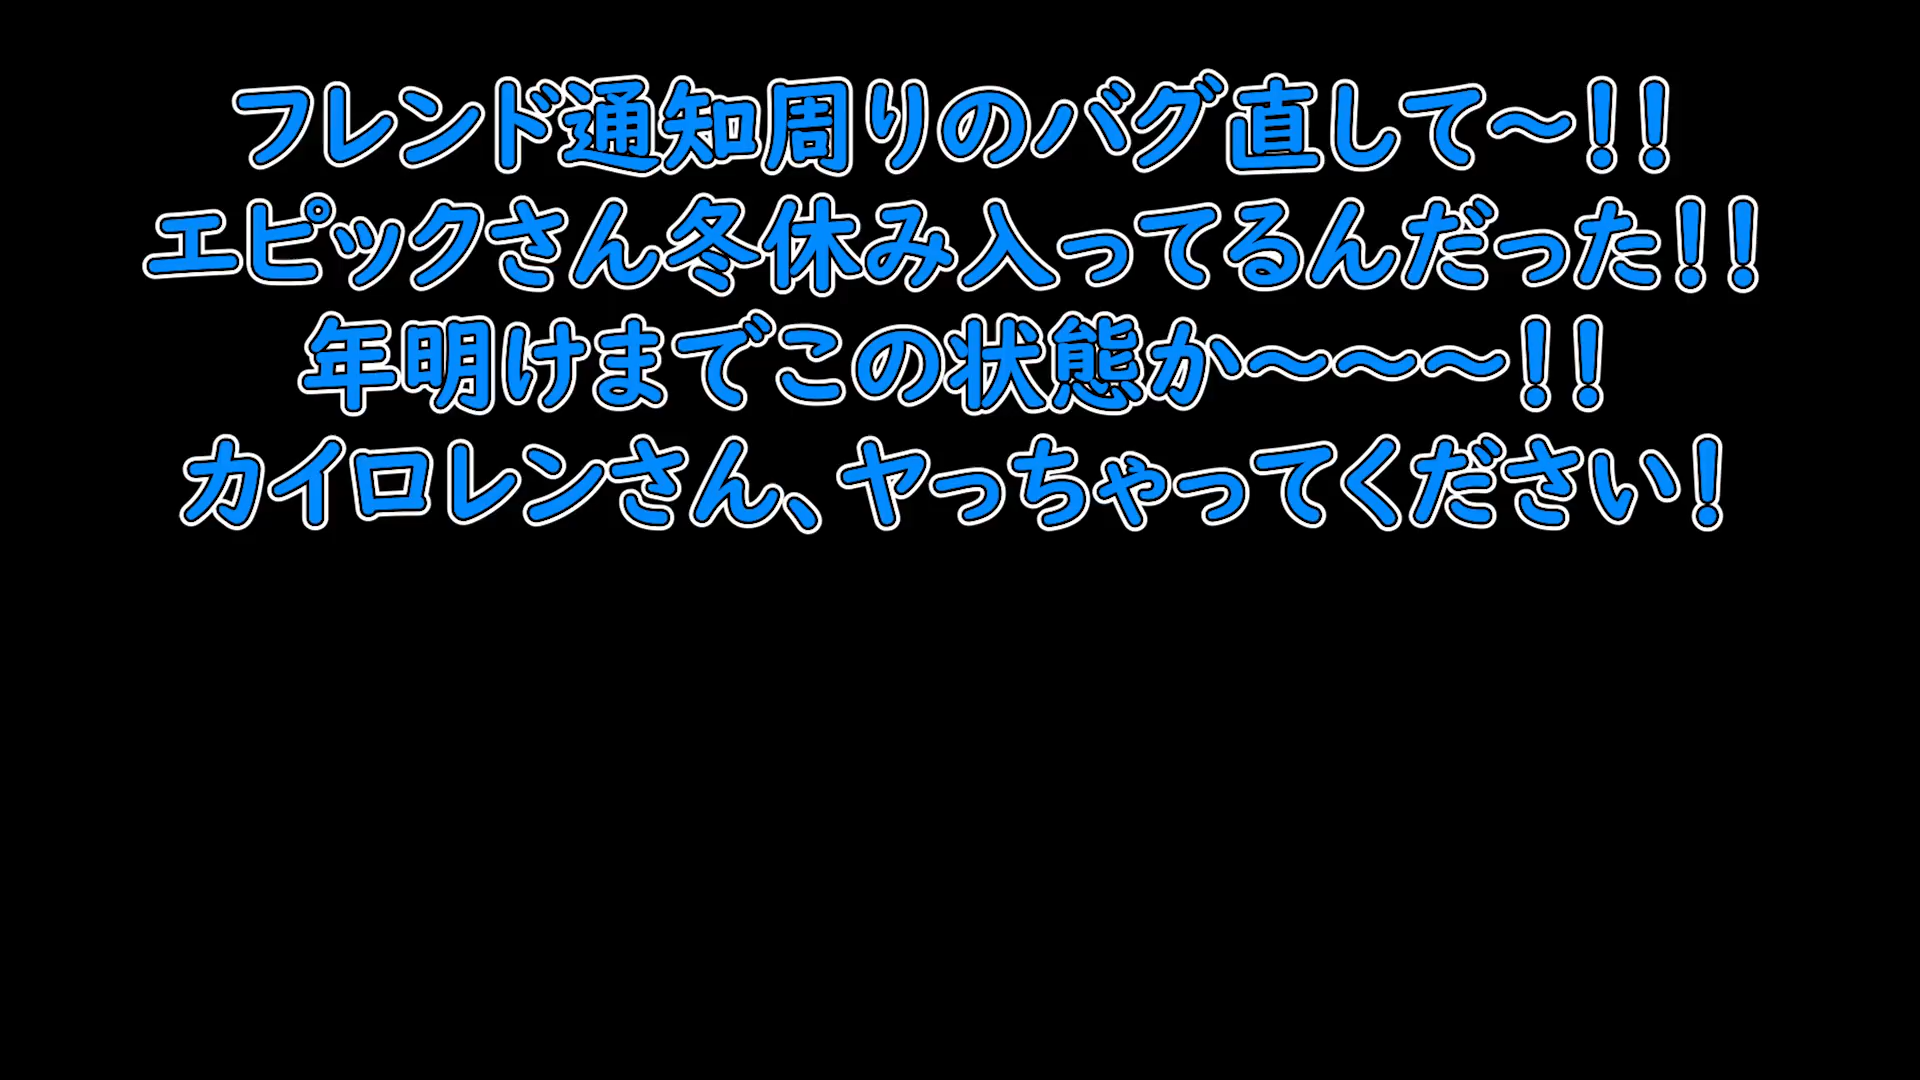 フレンド通知周りのバグ直して～!!
エピックさん冬休み入ってるんだった!!
年明けまでこの状態か～～～!!
カイロレンさん、ヤっちゃってください!